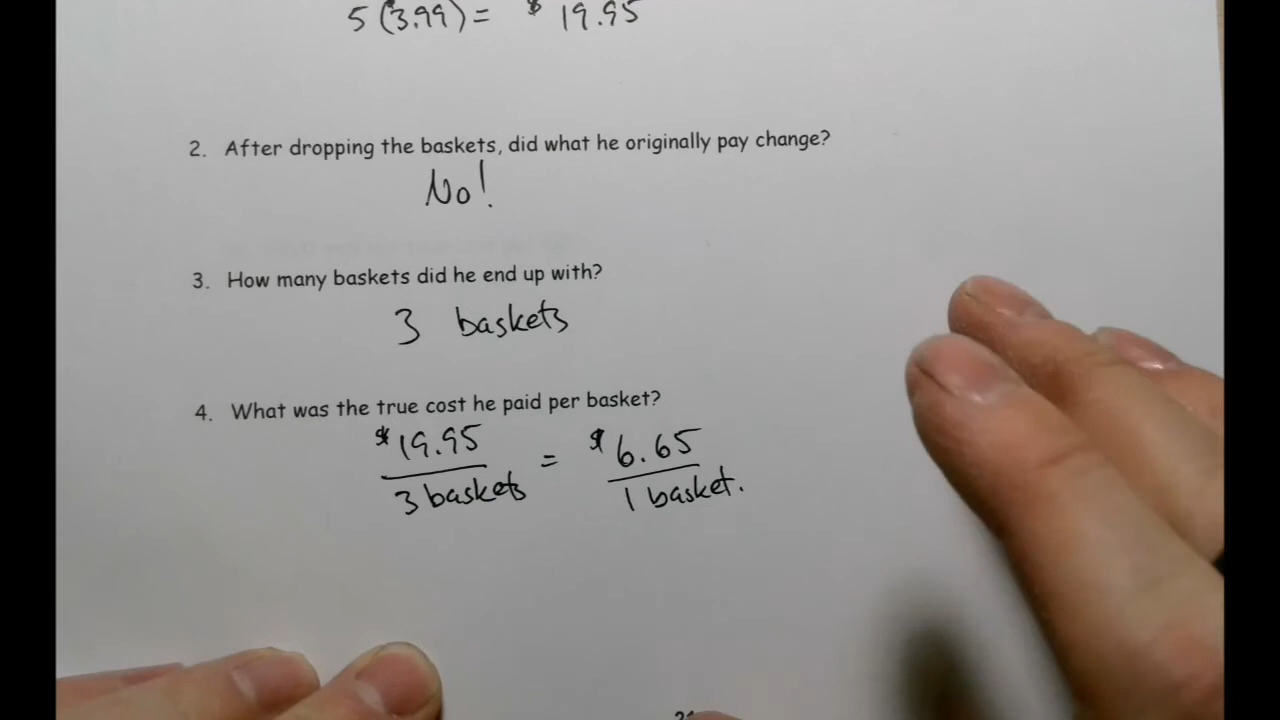 5 (3.99) = $ 19.95
2. After dropping the baskets, did what he originally pay change?
No!
3. How many baskets did he end up with?
3 baskets
4. What was the true cost he paid per basket?
$19.95 = $6.65
3 baskets 1 basket.